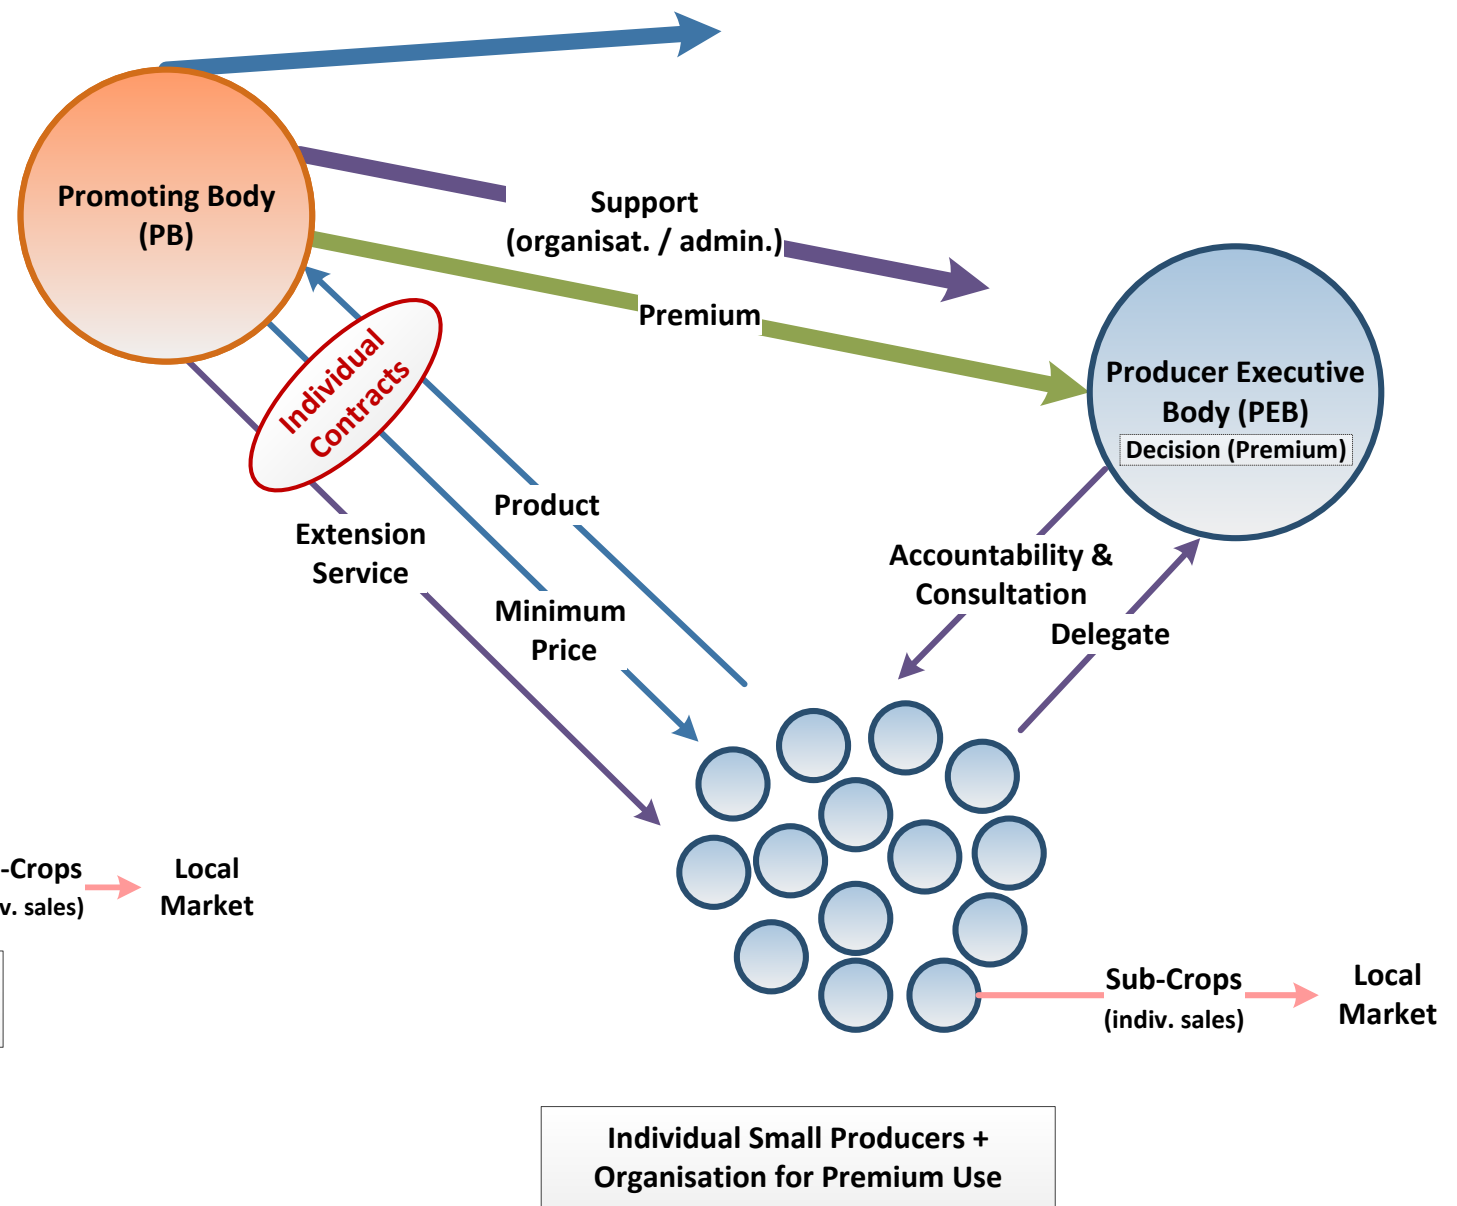 Promoting Body
(PB)
Support
(organisat. / admin.)
Premium
Individual
Contracts
Producer Executive
Body (PEB)
Decision (Premium)
Product
Extension
Service
Accountability &
Consultation
Minimum
Price
Delegate
-Crops
v. sales)
Local
Market
Sub-Crops
(indiv. sales)
Local
Market
Individual Small Producers +
Organisation for Premium Use